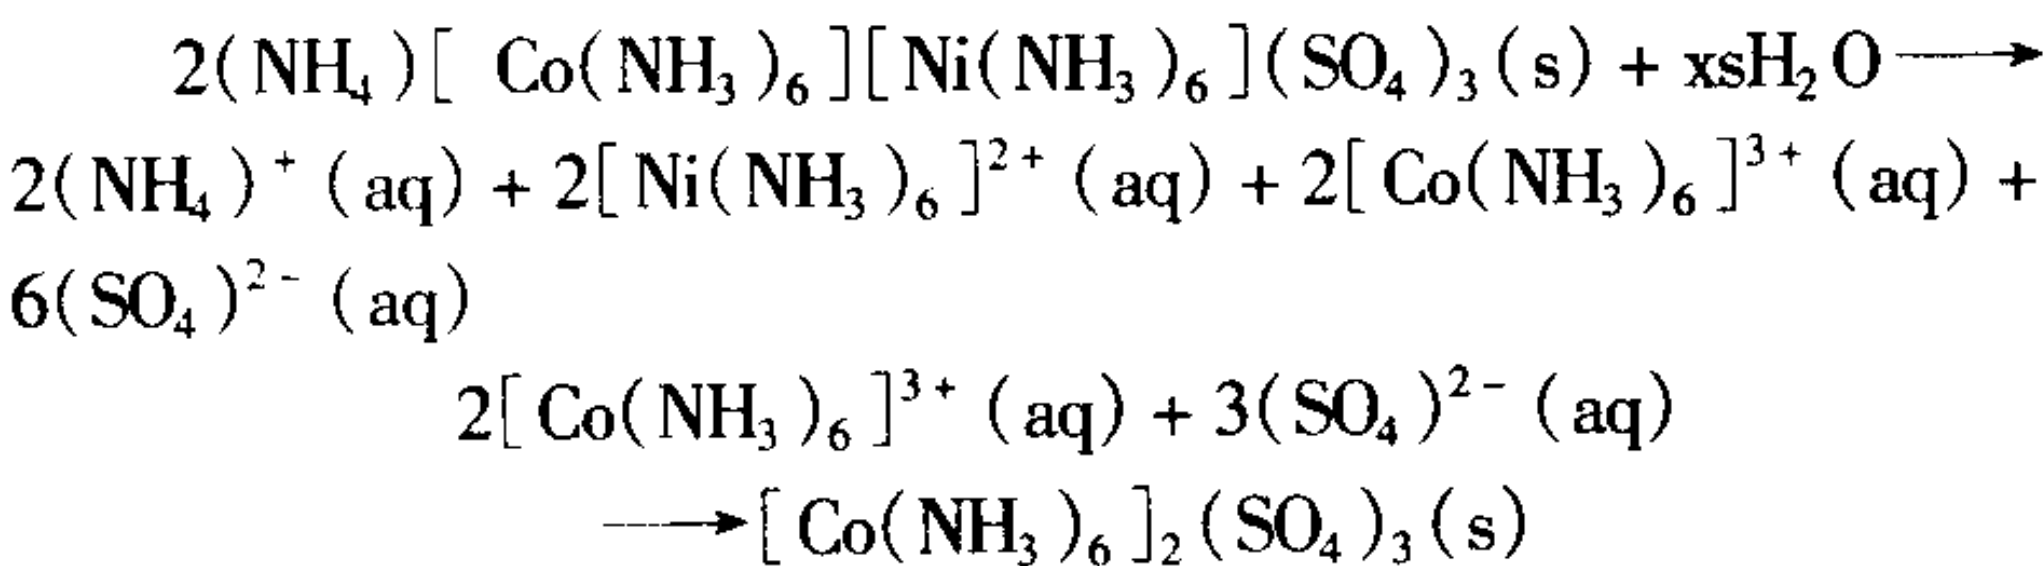 2(NH₄)[ Co(NH₃)₆][Ni(NH₃)₆](SO₄)₃(s) + xsH₂O ⟶
2(NH₄)⁺(aq) + 2[Ni(NH₃)₆]²⁺(aq) + 2[Co(NH₃)₆]³⁺(aq) +
6(SO₄)²⁻(aq)
2[Co(NH₃)₆]³⁺(aq) + 3(SO₄)²⁻(aq)
⟶[Co(NH₃)₆]₂(SO₄)₃(s)